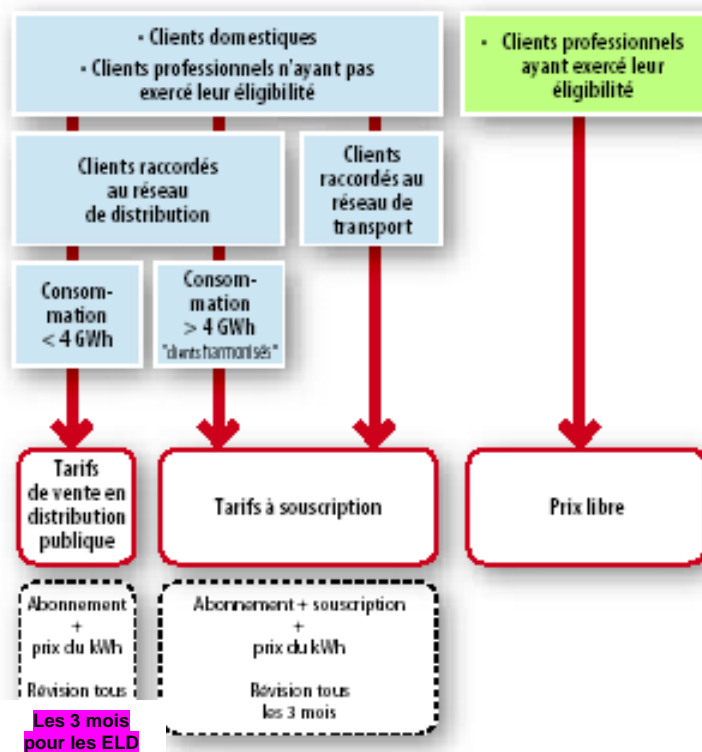 • Clients domestiques
• Clients professionnels n'ayant pas
exercé leur éligibilité
• Clients professionnels
ayant exercé leur
éligibilité
Clients raccordés
au réseau
de distribution
Clients
raccordés au
réseau de
transport
Consom-
mation
< 4 GWh
Consom-
mation
> 4 GWh
"clients harmonisés"
Tarifs
de vente en
distribution
publique
Tarifs à souscription
Prix libre
Abonnement
+
prix du kWh
Révision tous
Les 3 mois
pour les ELD
Abonnement + souscription
+
prix du kWh
Révision tous
les 3 mois